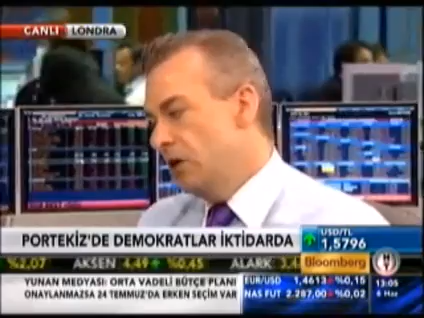 CANLI LONDRA
PORTEKİZ'DE DEMOKRATLAR İKTİDARDA
USD/TL
1,5796
%2,07 AKSEN 4,49 %0,45 ALARK 3,4
Bloomberg
YUNAN MEDYASI: ORTA VADELİ BÜTÇE PLANI
ONAYLANMAZSA 24 TEMMUZ'DA ERKEN SEÇİM VAR
EUR/USD 1,4613 %0,15
NAS FUT 2.287,00 %0,02
13:05
6 Haz